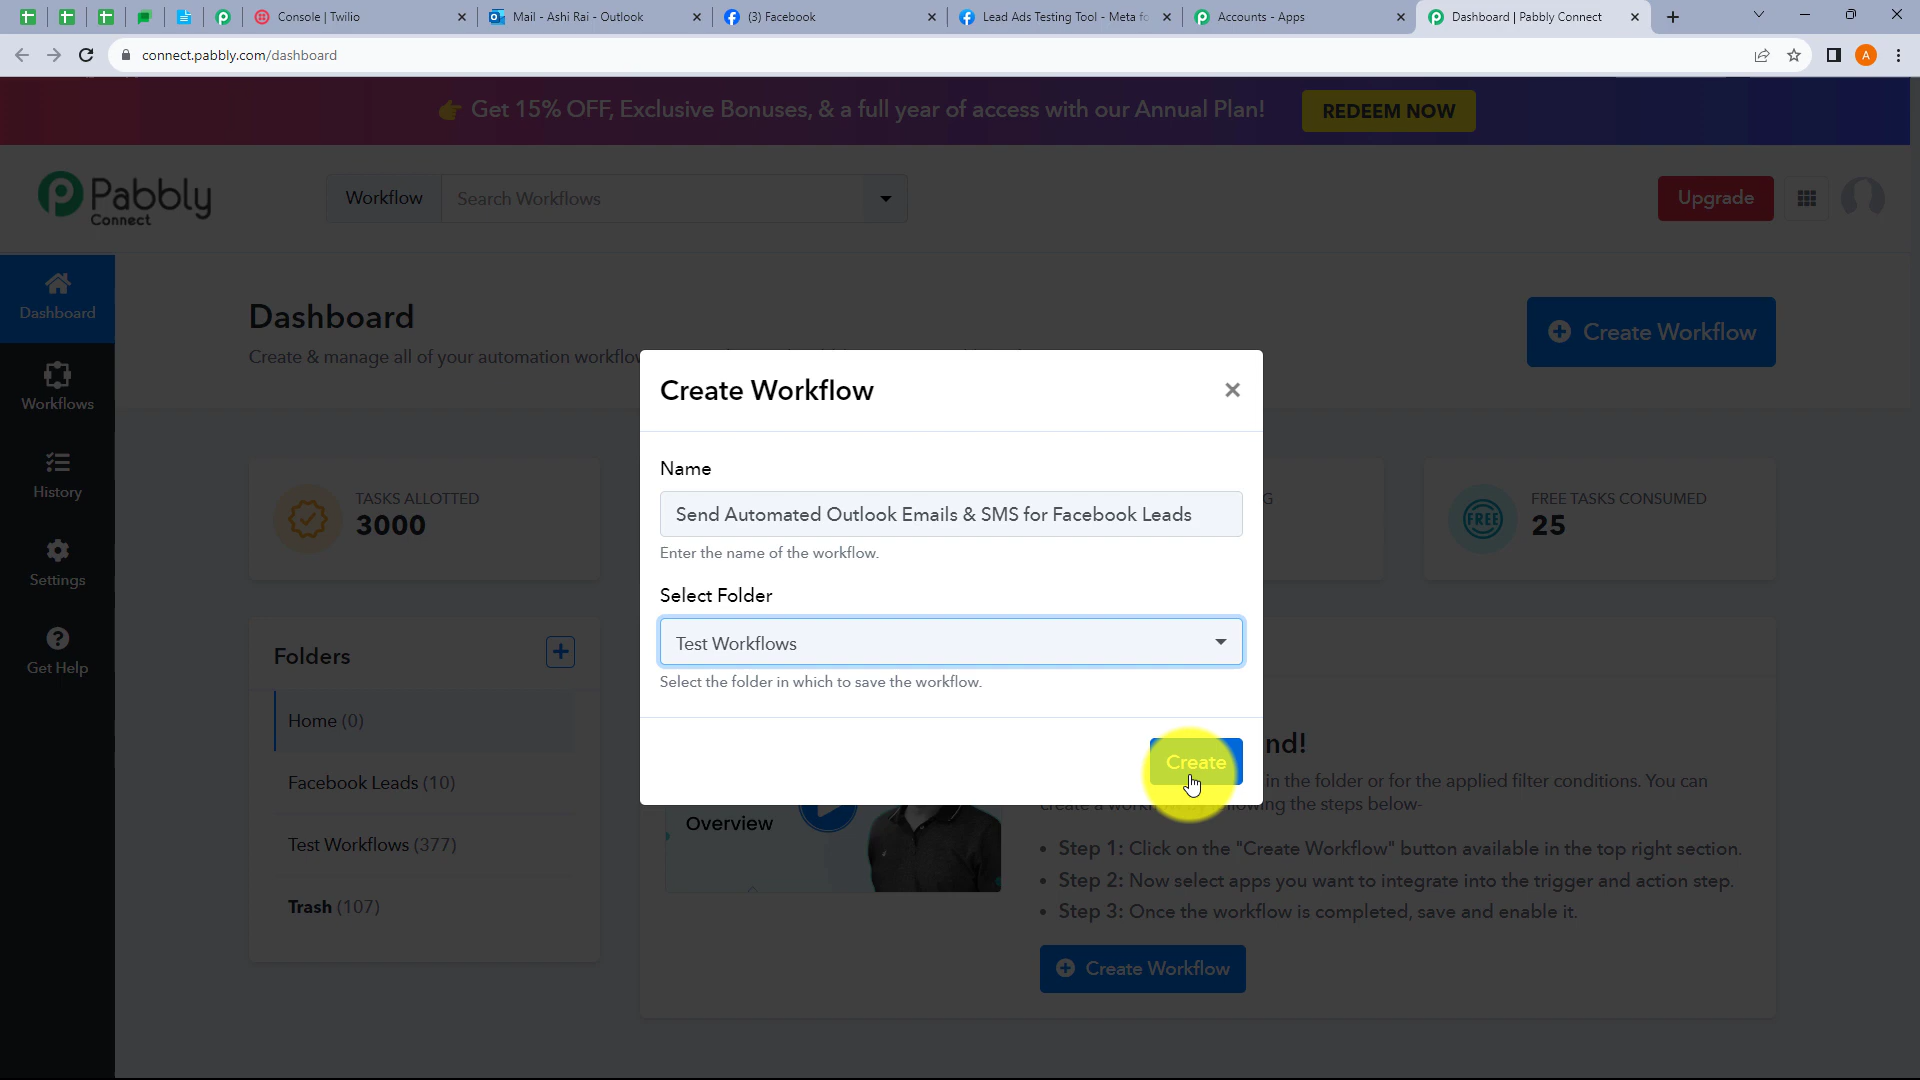 Console | Twilio
Mail - Ashi Rai - Outlook
(3) Facebook
Lead Ads Testing Tool - Meta fo
Accounts - Apps
Dashboard | Pabbly Connect
connect.pabbly.com/dashboard
A
👉 Get 15% OFF, Exclusive Bonuses, & a full year of access with our Annual Plan!
REDEEM NOW
Pabbly
Connect
Workflow
Search Workflows
Upgrade
Dashboard
Workflows
History
Settings
Get Help
Dashboard
Create & manage all of your automation workflow
Create Workflow
TASKS ALLOTTED
3000
G
FREE
FREE TASKS CONSUMED
25
Folders
Home (0)
Facebook Leads (10)
Test Workflows (377)
Trash (107)
Create Workflow
Name
Send Automated Outlook Emails & SMS for Facebook Leads
Enter the name of the workflow.
Select Folder
Test Workflows
Select the folder in which to save the workflow.
Create
Overview
nd!
in the folder or for the applied filter conditions. You can
the steps below-
• Step 1: Click on the "Create Workflow" button available in the top right section.
• Step 2: Now select apps you want to integrate into the trigger and action step.
• Step 3: Once the workflow is completed, save and enable it.
Create Workflow